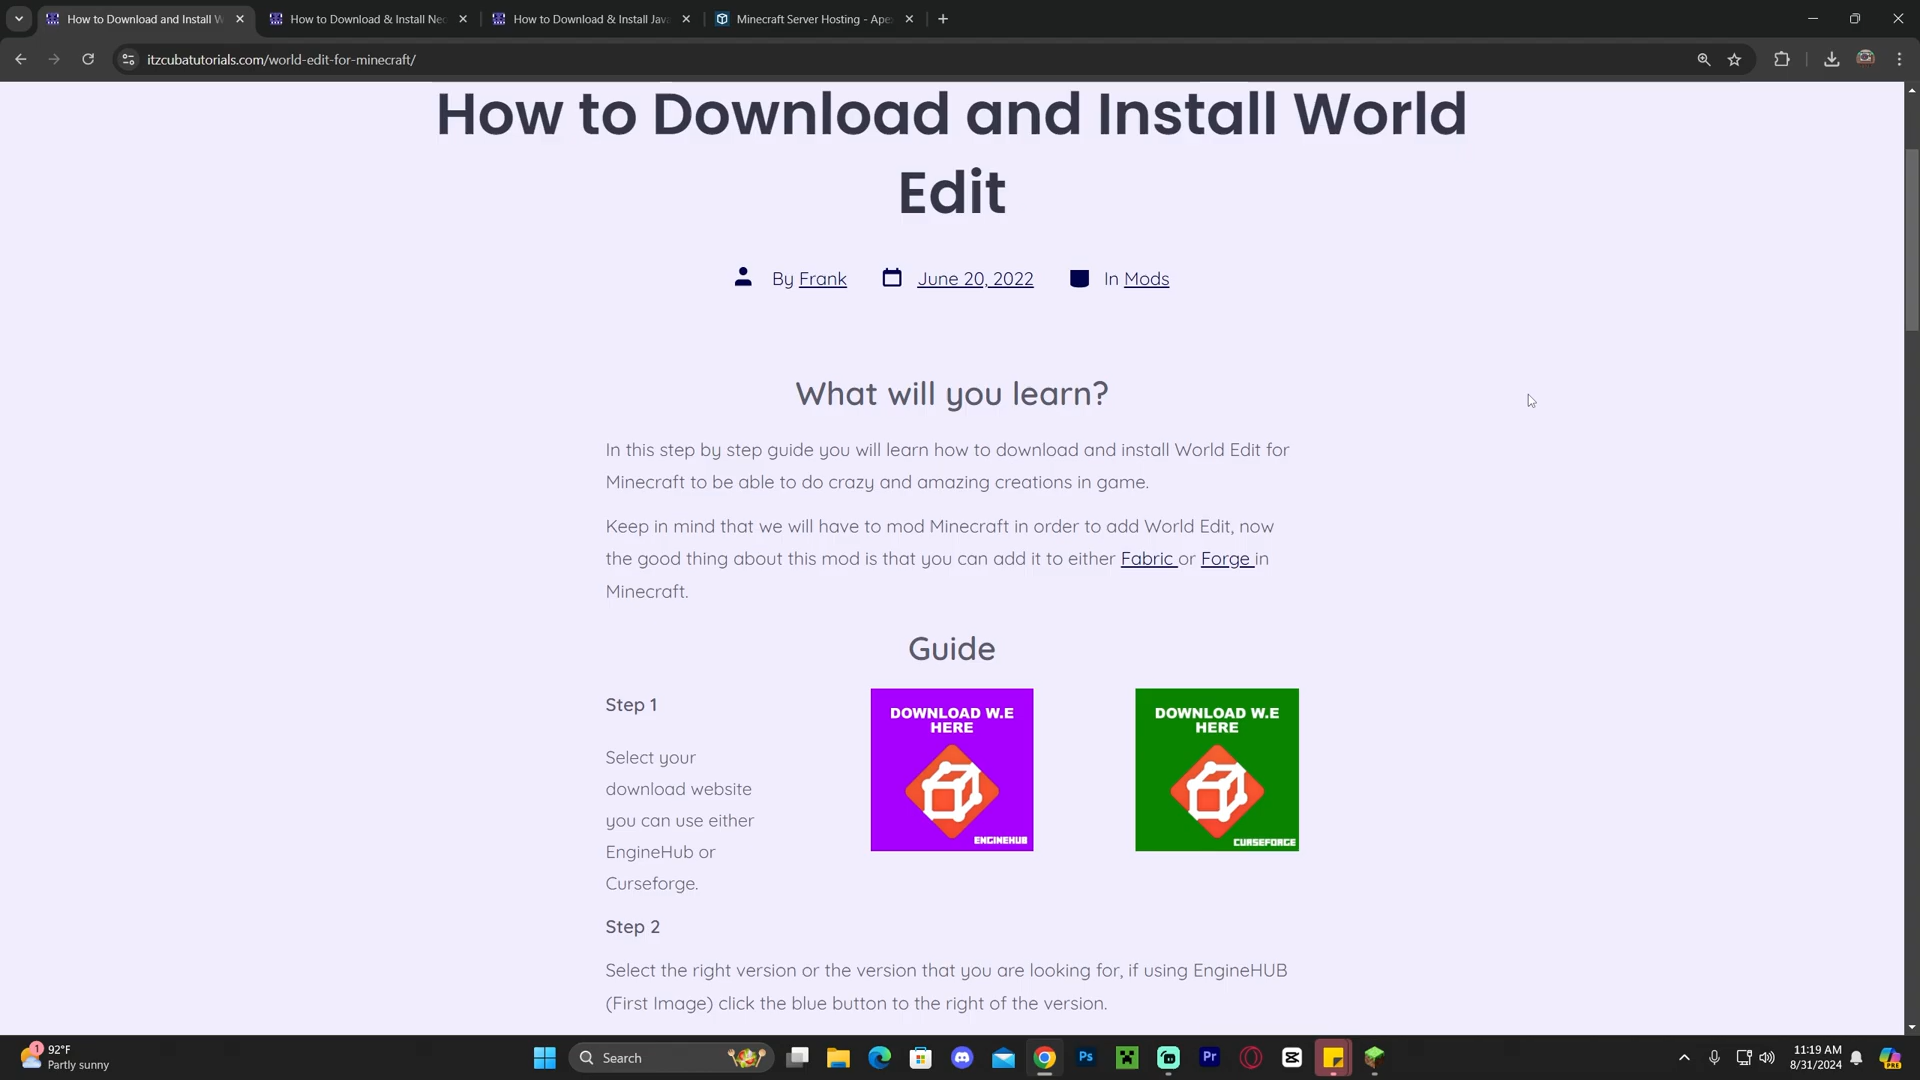 How to Download and Install W
How to Download & Install Neo
How to Download & Install Java
Minecraft Server Hosting - Apex
itzcubatutorials.com/world-edit-for-minecraft/
How to Download and Install World
Edit
By Frank
June 20, 2022
In Mods
What will you learn?
In this step by step guide you will learn how to download and install World Edit for
Minecraft to be able to do crazy and amazing creations in game.
Keep in mind that we will have to mod Minecraft in order to add World Edit, now
the good thing about this mod is that you can add it to either Fabric or Forge in
Minecraft.
Guide
Step 1
Select your
download website
you can use either
EngineHub or
Curseforge.
DOWNLOAD W.E
HERE
ENGINEHUB
DOWNLOAD W.E
HERE
CURSEFORGE
Step 2
Select the right version or the version that you are looking for, if using EngineHUB
(First Image) click the blue button to the right of the version.
1
92°F
Partly sunny
Search
Ps
Pr
11:19 AM
8/31/2024
PRE